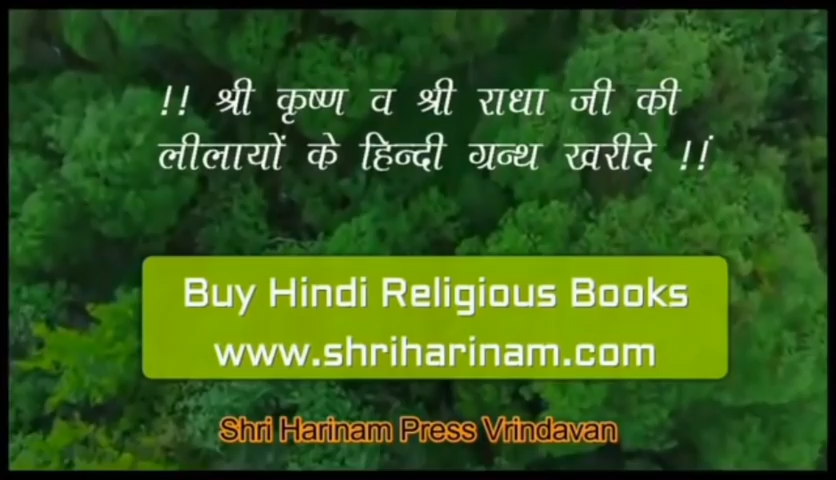 !! श्री कृष्ण व श्री राधा जी की
लीलायों के हिन्दी ग्रन्थ खरीदे !!ं
Buy Hindi Religious Books
www.shriharinam.com
Shri Harinam Press Vrindavan